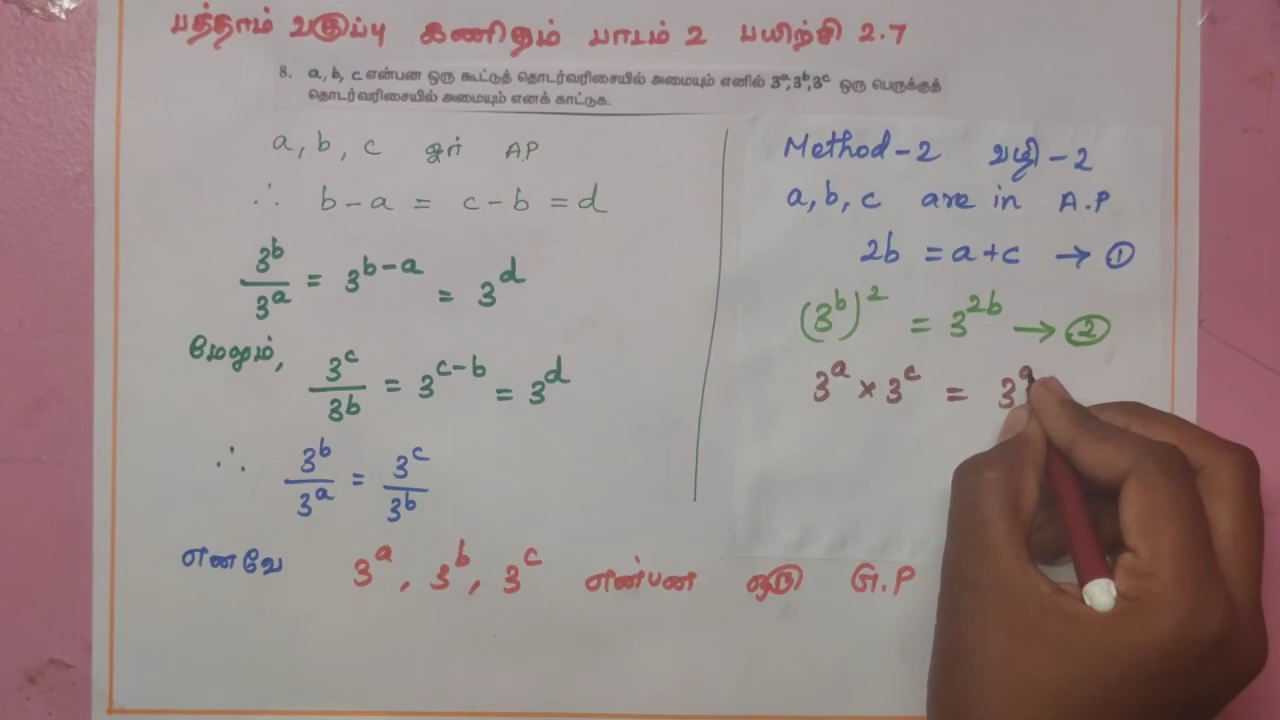 பத்தாம் வகுப்பு கணிதம் பாடம் 2 பயிற்சி 2.7
8. a, b, c என்பன ஒரு கூட்டுத் தொடர்வரிசையில் அமையும் எனில் 3ᵃ, 3ᵇ, 3ᶜ ஒரு பெருக்குத்
தொடர்வரிசையில் அமையும் எனக் காட்டுக.
a, b, c ஓர் A.P
∴ b-a = c-b = d
3ᵇ/3ᵃ = 3ᵇ⁻ᵃ = 3ᵈ
மேலும், 3ᶜ/3ᵇ = 3ᶜ⁻ᵇ = 3ᵈ
∴ 3ᵇ/3ᵃ = 3ᶜ/3ᵇ
எனவே 3ᵃ, 3ᵇ, 3ᶜ என்பன ஒரு G.P
Method-2 வழி-2
a, b, c are in A.P
2b = a+c → ①
(3ᵇ)² = 3²ᵇ → ②
3ᵃ × 3ᶜ = 3ᵃ